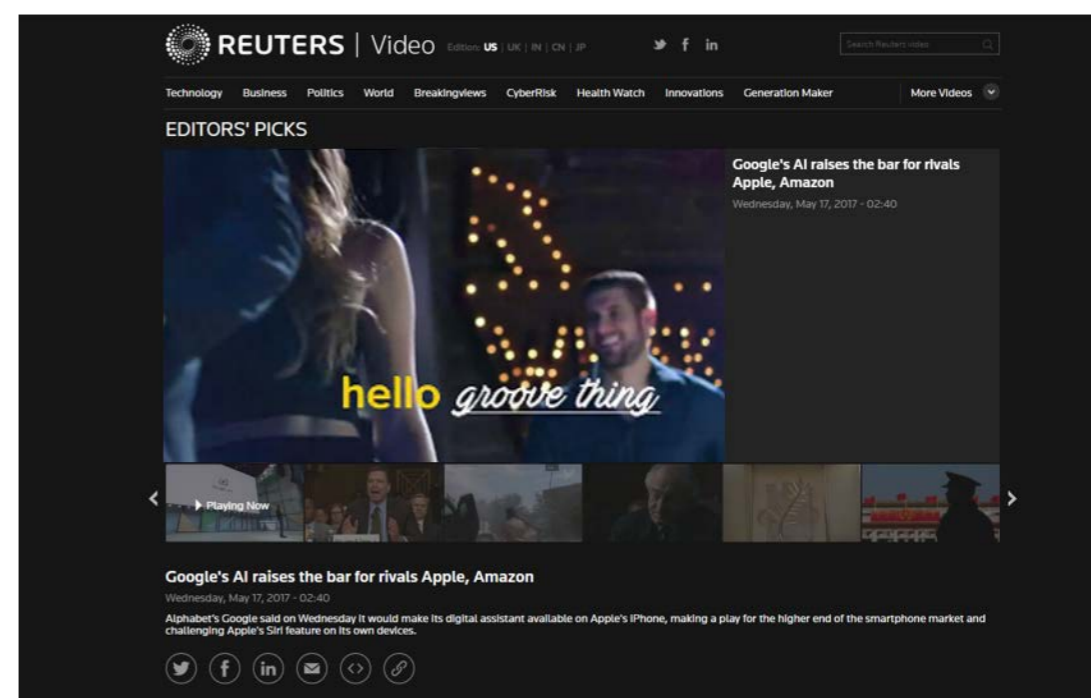 REUTERS | Video Edition: US | UK | IN | CN | JP
Search Reuters video
Technology Business Politics World Breakingviews CyberRisk Health Watch Innovations Generation Maker More Videos
EDITORS' PICKS
Google's AI raises the bar for rivals
Apple, Amazon
Wednesday, May 17, 2017 - 02:40
hello groove thing
Playing Now
Google's AI raises the bar for rivals Apple, Amazon
Wednesday, May 17, 2017 - 02:40
Alphabet's Google said on Wednesday it would make its digital assistant available on Apple's iPhone, making a play for the higher end of the smartphone market and
challenging Apple's Siri feature on its own devices.